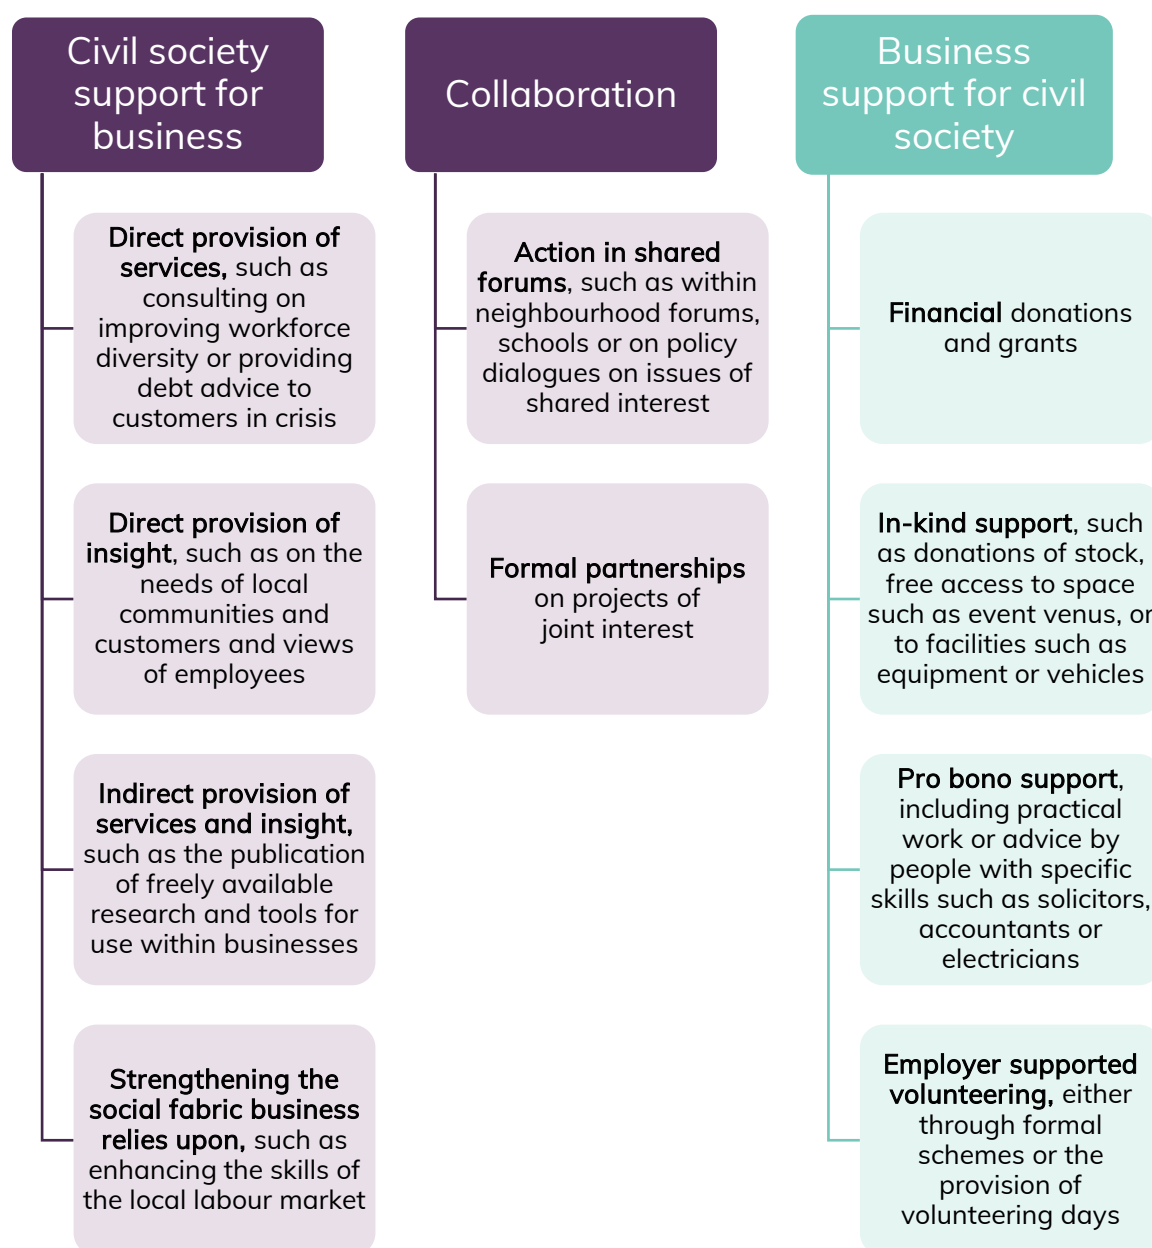 Civil society
support for
business
Direct provision of
services, such as
consulting on
improving workforce
diversity or providing
debt advice to
customers in crisis
Direct provision of
insight, such as on the
needs of local
communities and
customers and views
of employees
Indirect provision of
services and insight,
such as the publication
of freely available
research and tools for
use within businesses
Strengthening the
social fabric business
relies upon, such as
enhancing the skills of
the local labour market
Collaboration
Action in shared
forums, such as within
neighbourhood forums,
schools or on policy
dialogues on issues of
shared interest
Formal partnerships
on projects of
joint interest
Business
support for civil
society
Financial donations
and grants
In-kind support, such
as donations of stock,
free access to space
such as event venus, or
to facilities such as
equipment or vehicles
Pro bono support,
including practical
work or advice by
people with specific
skills such as solicitors,
accountants or
electricians
Employer supported
volunteering, either
through formal
schemes or the
provision of
volunteering days